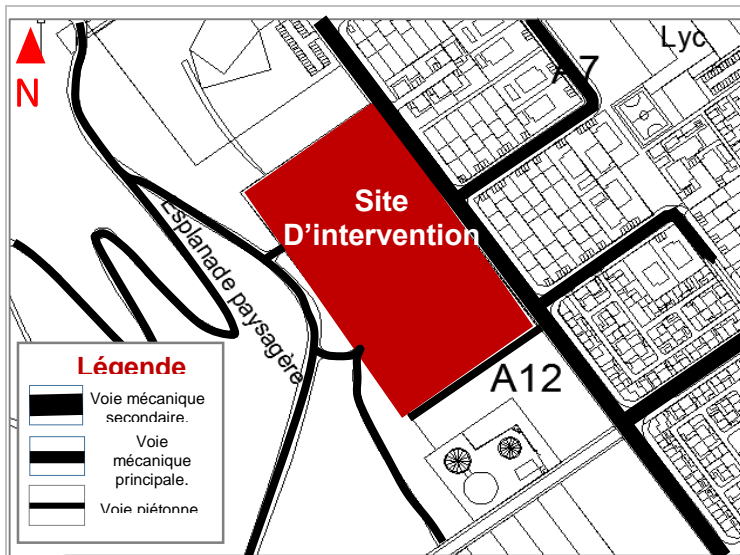 N
Lyc
A7
Site
D'intervention
Esplanade paysagère
A12
Légende
Voie mécanique
secondaire.
Voie
mécanique
principale.
Voie piétonne